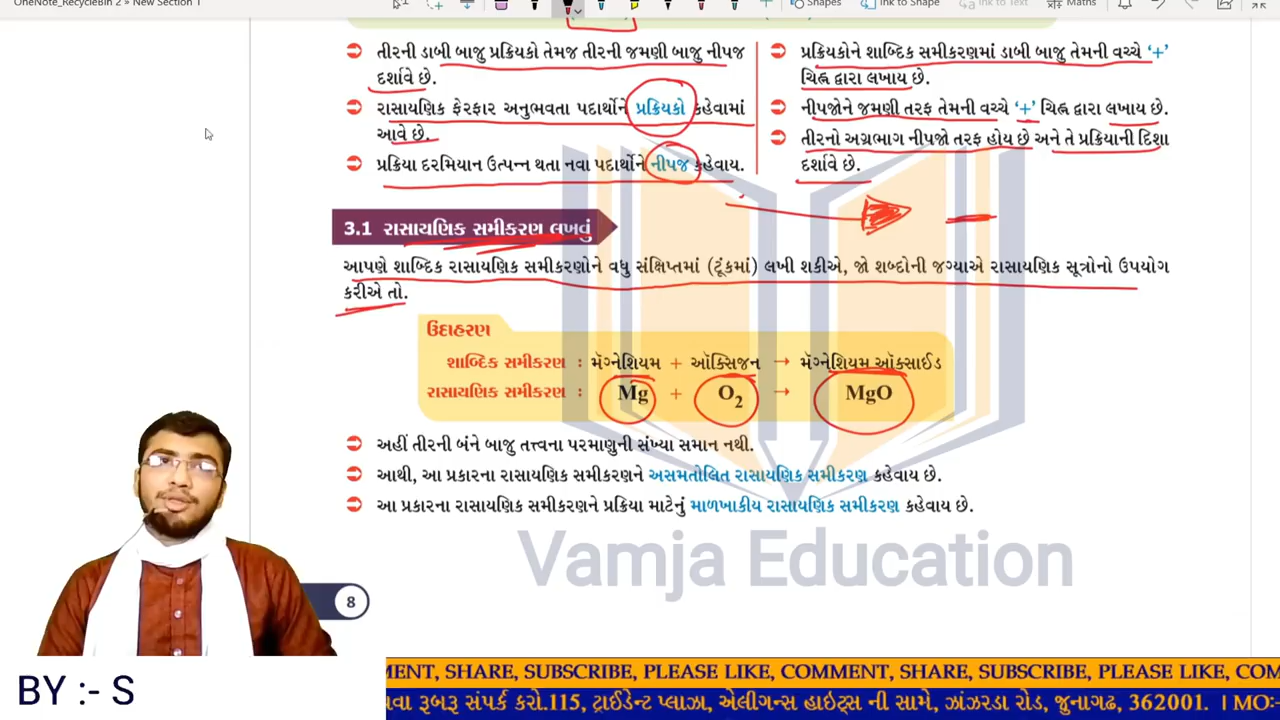 OneNote_RecycleBin 2 » New Section 1
Shapes Ink to Shape Ink to Text Maths
તીરની ડાબી બાજુ પ્રક્રિયકો તેમજ તીરની જમણી બાજુ નીપજ
દર્શાવે છે.
રાસાયણિક ફેરફાર અનુભવતા પદાર્થોને પ્રક્રિયકો કહેવામાં
આવે છે.
પ્રક્રિયા દરમિયાન ઉત્પન્ન થતા નવા પદાર્થોને નીપજ કહેવાય.
પ્રક્રિયકોને શાબ્દિક સમીકરણમાં ડાબી બાજુ તેમની વચ્ચે ‘+’
ચિહ્ન દ્વારા લખાય છે.
નીપજોને જમણી તરફ તેમની વચ્ચે ‘+’ ચિહ્ન દ્વારા લખાય છે.
તીરનો અગ્રભાગ નીપજો તરફ હોય છે અને તે પ્રક્રિયાની દિશા
દર્શાવે છે.
3.1 રાસાયણિક સમીકરણ લખવું
આપણે શાબ્દિક રાસાયણિક સમીકરણોને વધુ સંક્ષિપ્તમાં (ટૂંકમાં) લખી શકીએ, જો શબ્દોની જગ્યાએ રાસાયણિક સૂત્રોનો ઉપયોગ
કરીએ તો.
ઉદાહરણ
શાબ્દિક સમીકરણ : મૅગ્નેશિયમ + ઑક્સિજન → મૅગ્નેશિયમ ઑક્સાઈડ
રાસાયણિક સમીકરણ : Mg + O₂ → MgO
અહીં તીરની બંને બાજુ તત્ત્વના પરમાણુની સંખ્યા સમાન નથી.
આથી, આ પ્રકારના રાસાયણિક સમીકરણને અસમતોલિત રાસાયણિક સમીકરણ કહેવાય છે.
આ પ્રકારના રાસાયણિક સમીકરણને પ્રક્રિયા માટેનું માળખાકીય રાસાયણિક સમીકરણ કહેવાય છે.
Vamja Education
8
BY :- S
MENT, SHARE, SUBSCRIBE, PLEASE LIKE, COMMENT, SHARE, SUBSCRIBE, PLEASE LIKE, COM
વા રૂબરૂ સંપર્ક કરો.115, ટ્રાઈડેન્ટ પ્લાઝા, એલીગન્સ હાઇટ્સ ની સામે, ઝાંઝરડા રોડ, જુનાગઢ, 362001. । MO:-